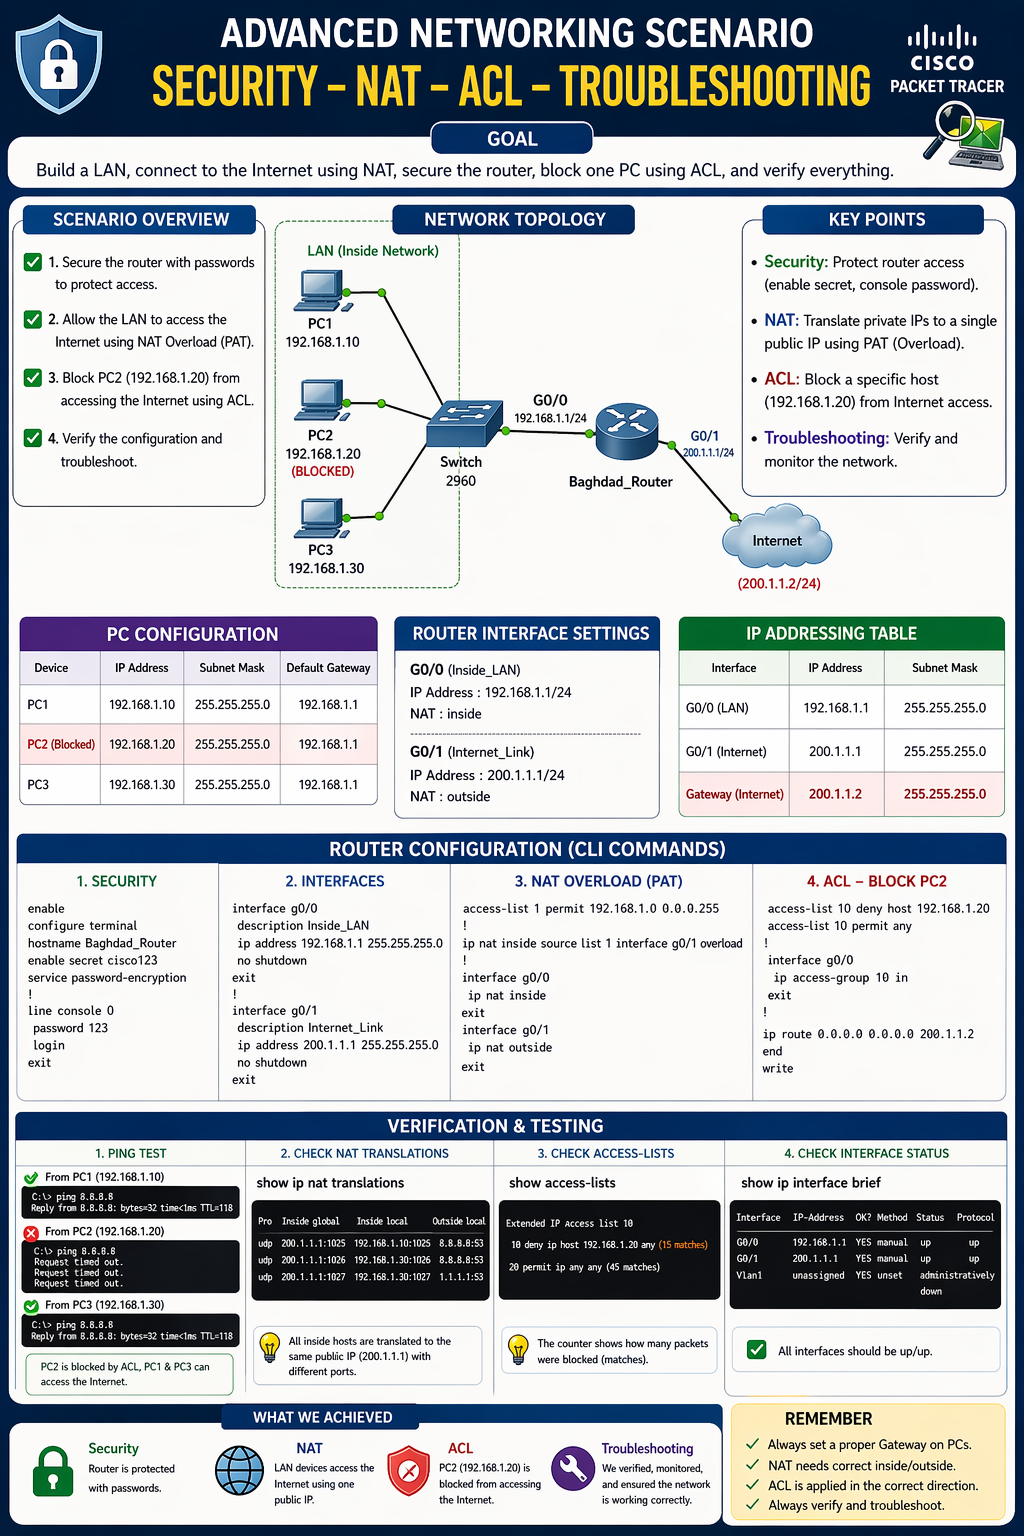 ADVANCED NETWORKING SCENARIO
SECURITY – NAT – ACL – TROUBLESHOOTING
CISCO
PACKET TRACER
GOAL
Build a LAN, connect to the Internet using NAT, secure the router, block one PC using ACL, and verify everything.
SCENARIO OVERVIEW
1. Secure the router with passwords
to protect access.
2. Allow the LAN to access the
Internet using NAT Overload (PAT).
3. Block PC2 (192.168.1.20) from
accessing the Internet using ACL.
4. Verify the configuration and
troubleshoot.
NETWORK TOPOLOGY
LAN (Inside Network)
PC1
192.168.1.10
PC2
192.168.1.20
(BLOCKED)
PC3
192.168.1.30
Switch
2960
G0/0
192.168.1.1/24
Baghdad_Router
G0/1
200.1.1.1/24
Internet
(200.1.1.2/24)
KEY POINTS
• Security: Protect router access
(enable secret, console password).
• NAT: Translate private IPs to a single
public IP using PAT (Overload).
• ACL: Block a specific host
(192.168.1.20) from Internet access.
• Troubleshooting: Verify and
monitor the network.
PC CONFIGURATION
Device IP Address Subnet Mask Default Gateway
PC1 192.168.1.10 255.255.255.0 192.168.1.1
PC2 (Blocked) 192.168.1.20 255.255.255.0 192.168.1.1
PC3 192.168.1.30 255.255.255.0 192.168.1.1
ROUTER INTERFACE SETTINGS
G0/0 (Inside_LAN)
IP Address : 192.168.1.1/24
NAT : inside
G0/1 (Internet_Link)
IP Address : 200.1.1.1/24
NAT : outside
IP ADDRESSING TABLE
Interface IP Address Subnet Mask
G0/0 (LAN) 192.168.1.1 255.255.255.0
G0/1 (Internet) 200.1.1.1 255.255.255.0
Gateway (Internet) 200.1.1.2 255.255.255.0
ROUTER CONFIGURATION (CLI COMMANDS)
1. SECURITY
enable
configure terminal
hostname Baghdad_Router
enable secret cisco123
service password-encryption
!
line console 0
password 123
login
exit
2. INTERFACES
interface g0/0
description Inside_LAN
ip address 192.168.1.1 255.255.255.0
no shutdown
exit
!
interface g0/1
description Internet_Link
ip address 200.1.1.1 255.255.255.0
no shutdown
exit
3. NAT OVERLOAD (PAT)
access-list 1 permit 192.168.1.0 0.0.0.255
!
ip nat inside source list 1 interface g0/1 overload
!
interface g0/0
ip nat inside
exit
interface g0/1
ip nat outside
exit
4. ACL – BLOCK PC2
access-list 10 deny host 192.168.1.20
access-list 10 permit any
!
interface g0/0
ip access-group 10 in
exit
!
ip route 0.0.0.0 0.0.0.0 200.1.1.2
end
write
VERIFICATION & TESTING
1. PING TEST
From PC1 (192.168.1.10)
C:\> ping 8.8.8.8
Reply from 8.8.8.8: bytes=32 time<1ms TTL=118
From PC2 (192.168.1.20)
C:\> ping 8.8.8.8
Request timed out.
Request timed out.
Request timed out.
From PC3 (192.168.1.30)
C:\> ping 8.8.8.8
Reply from 8.8.8.8: bytes=32 time<1ms TTL=118
PC2 is blocked by ACL, PC1 & PC3 can
access the Internet.
2. CHECK NAT TRANSLATIONS
show ip nat translations
Pro Inside global Inside local Outside local
udp 200.1.1.1:1025 192.168.10:1025 8.8.8.8:53
udp 200.1.1.1:1026 192.168.10:1026 8.8.8.8:53
udp 200.1.1.1:1027 192.168.30:1027 1.1.1.1:53
All inside hosts are translated to the
same public IP (200.1.1.1) with
different ports.
3. CHECK ACCESS-LISTS
show access-lists
Extended IP Access list 10
10 deny ip host 192.168.1.20 any (15 matches)
20 permit ip any any (45 matches)
The counter shows how many packets
were blocked (matches).
4. CHECK INTERFACE STATUS
show ip interface brief
Interface IP-Address OK? Method Status Protocol
G0/0 192.168.1.1 YES manual up up
G0/1 200.1.1.1 YES manual up up
Vlan1 unassigned YES unset administratively
down
All interfaces should be up/up.
WHAT WE ACHIEVED
Security
Router is protected
with passwords.
NAT
LAN devices access the
Internet using one
public IP.
ACL
PC2 (192.168.1.20) is
blocked from accessing
the Internet.
Troubleshooting
We verified, monitored,
and ensured the network
is working correctly.
REMEMBER
Always set a proper Gateway on PCs.
NAT needs correct inside/outside.
ACL is applied in the correct direction.
Always verify and troubleshoot.